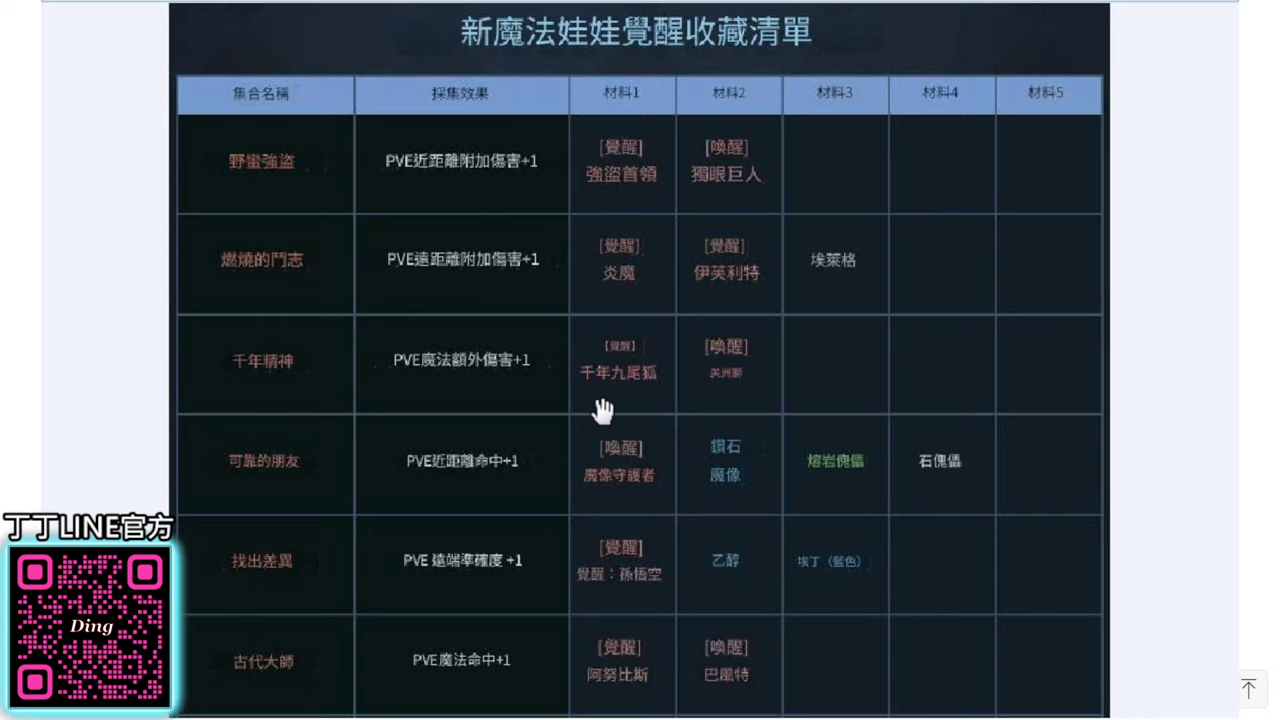 新魔法娃娃覺醒收藏清單
集合名稱 採集效果 材料1 材料2 材料3 材料4 材料5
野蠻強盜 PVE近距離附加傷害+1 [覺醒] 強盜首領 [喚醒] 獨眼巨人
燃燒的鬥志 PVE遠距離附加傷害+1 [覺醒] 炎魔 [覺醒] 伊芙利特 埃萊格
千年精神 PVE魔法額外傷害+1 [覺醒] 千年九尾狐 [喚醒] 美洲獅
可靠的朋友 PVE近距離命中+1 [喚醒] 魔像守護者 鑽石 魔像 熔岩傀儡 石傀儡
找出差異 PVE 遠端準確度 +1 [覺醒] 覺醒：孫悟空 乙醇 埃丁（藍色）
古代大師 PVE魔法命中+1 [覺醒] 阿努比斯 [喚醒] 巴風特
丁丁LINE官方
Ding